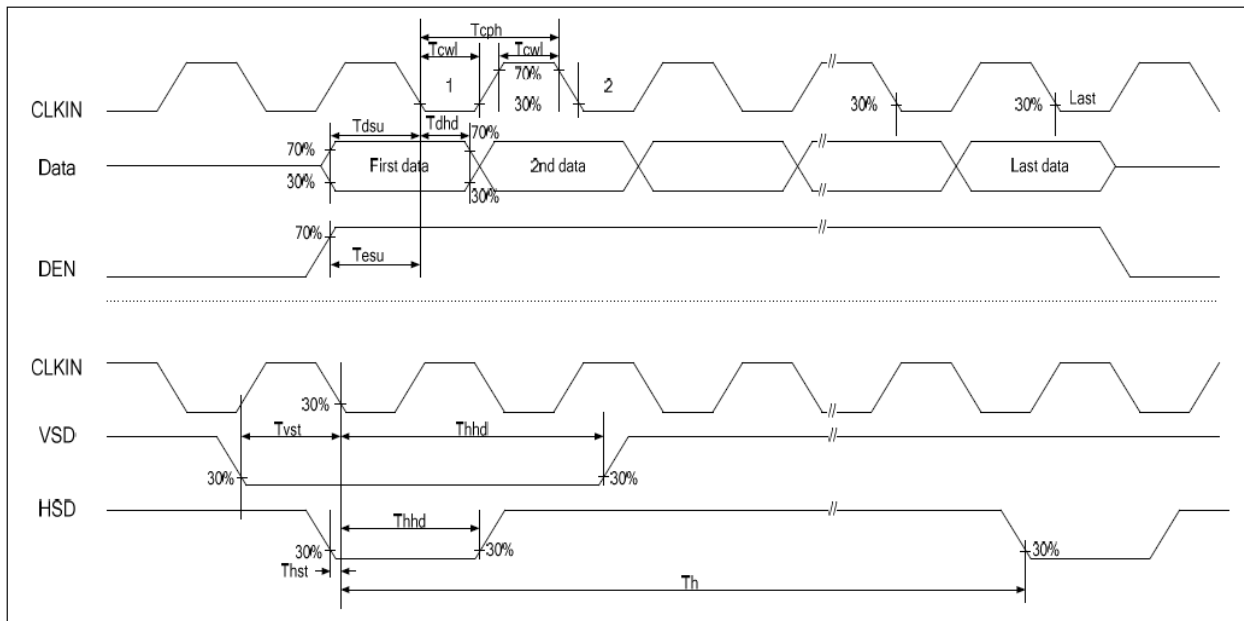 Tcph
Tcwl
Tcwl
1
70%
2
30%
30%
30%
Last
CLKIN
Tdsu
Tdhd
70%
70%
Data
First data
2nd data
Last data
30%
30%
70%
DEN
Tesu
CLKIN
30%
VSD
Tvst
Thhd
30%
30%
HSD
Thhd
30%
30%
30%
Thst
Th
//
//
//
//
//
//